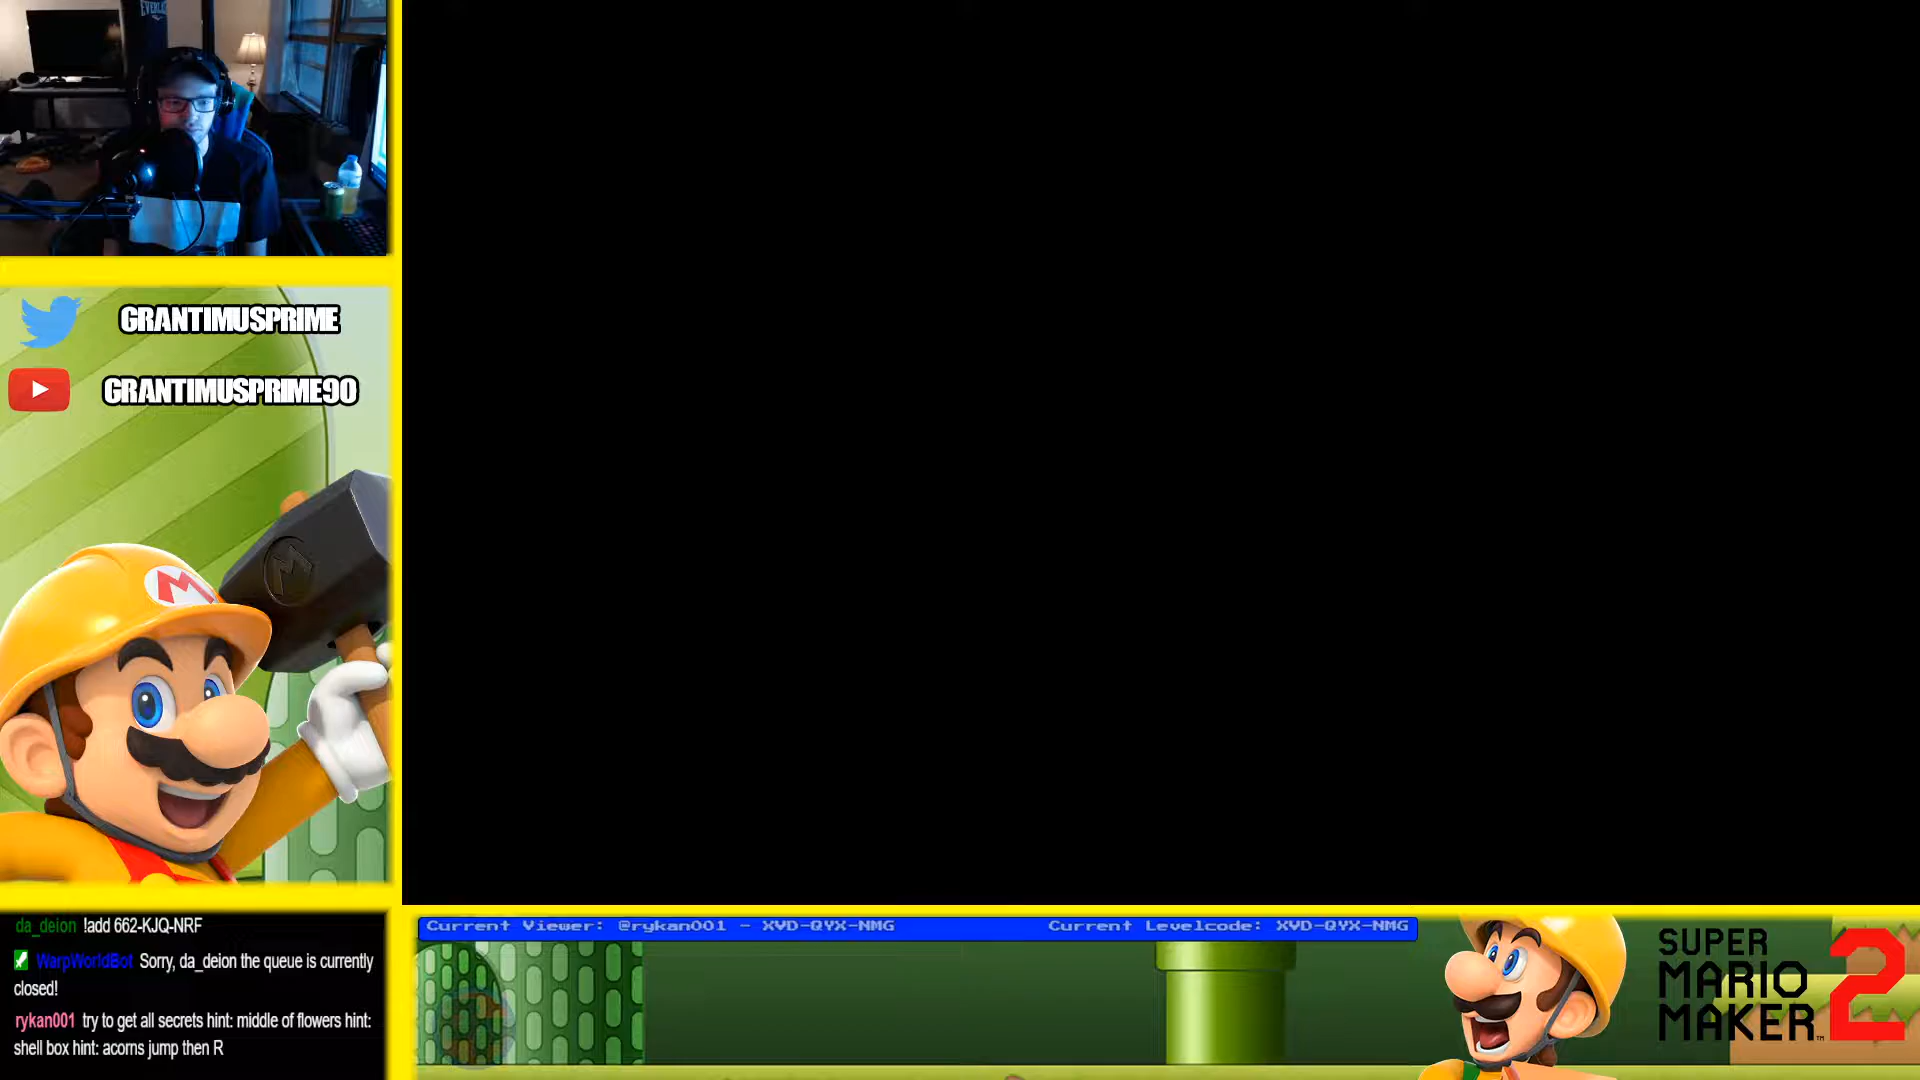 EVERLAST
GRANTIMUSPRIME
GRANTIMUSPRIME90
da_deion !add 662-KJQ-NRF
WarpWorldBot Sorry, da_deion the queue is currently
closed!
rykan001 try to get all secrets hint: middle of flowers hint:
shell box hint: acorns jump then R
Current Viewer: @rykan001 - XVD-QYX-NMG
Current Levelcode: XVD-QYX-NMG
SUPER
MARIO
MAKER 2
TM
M
M